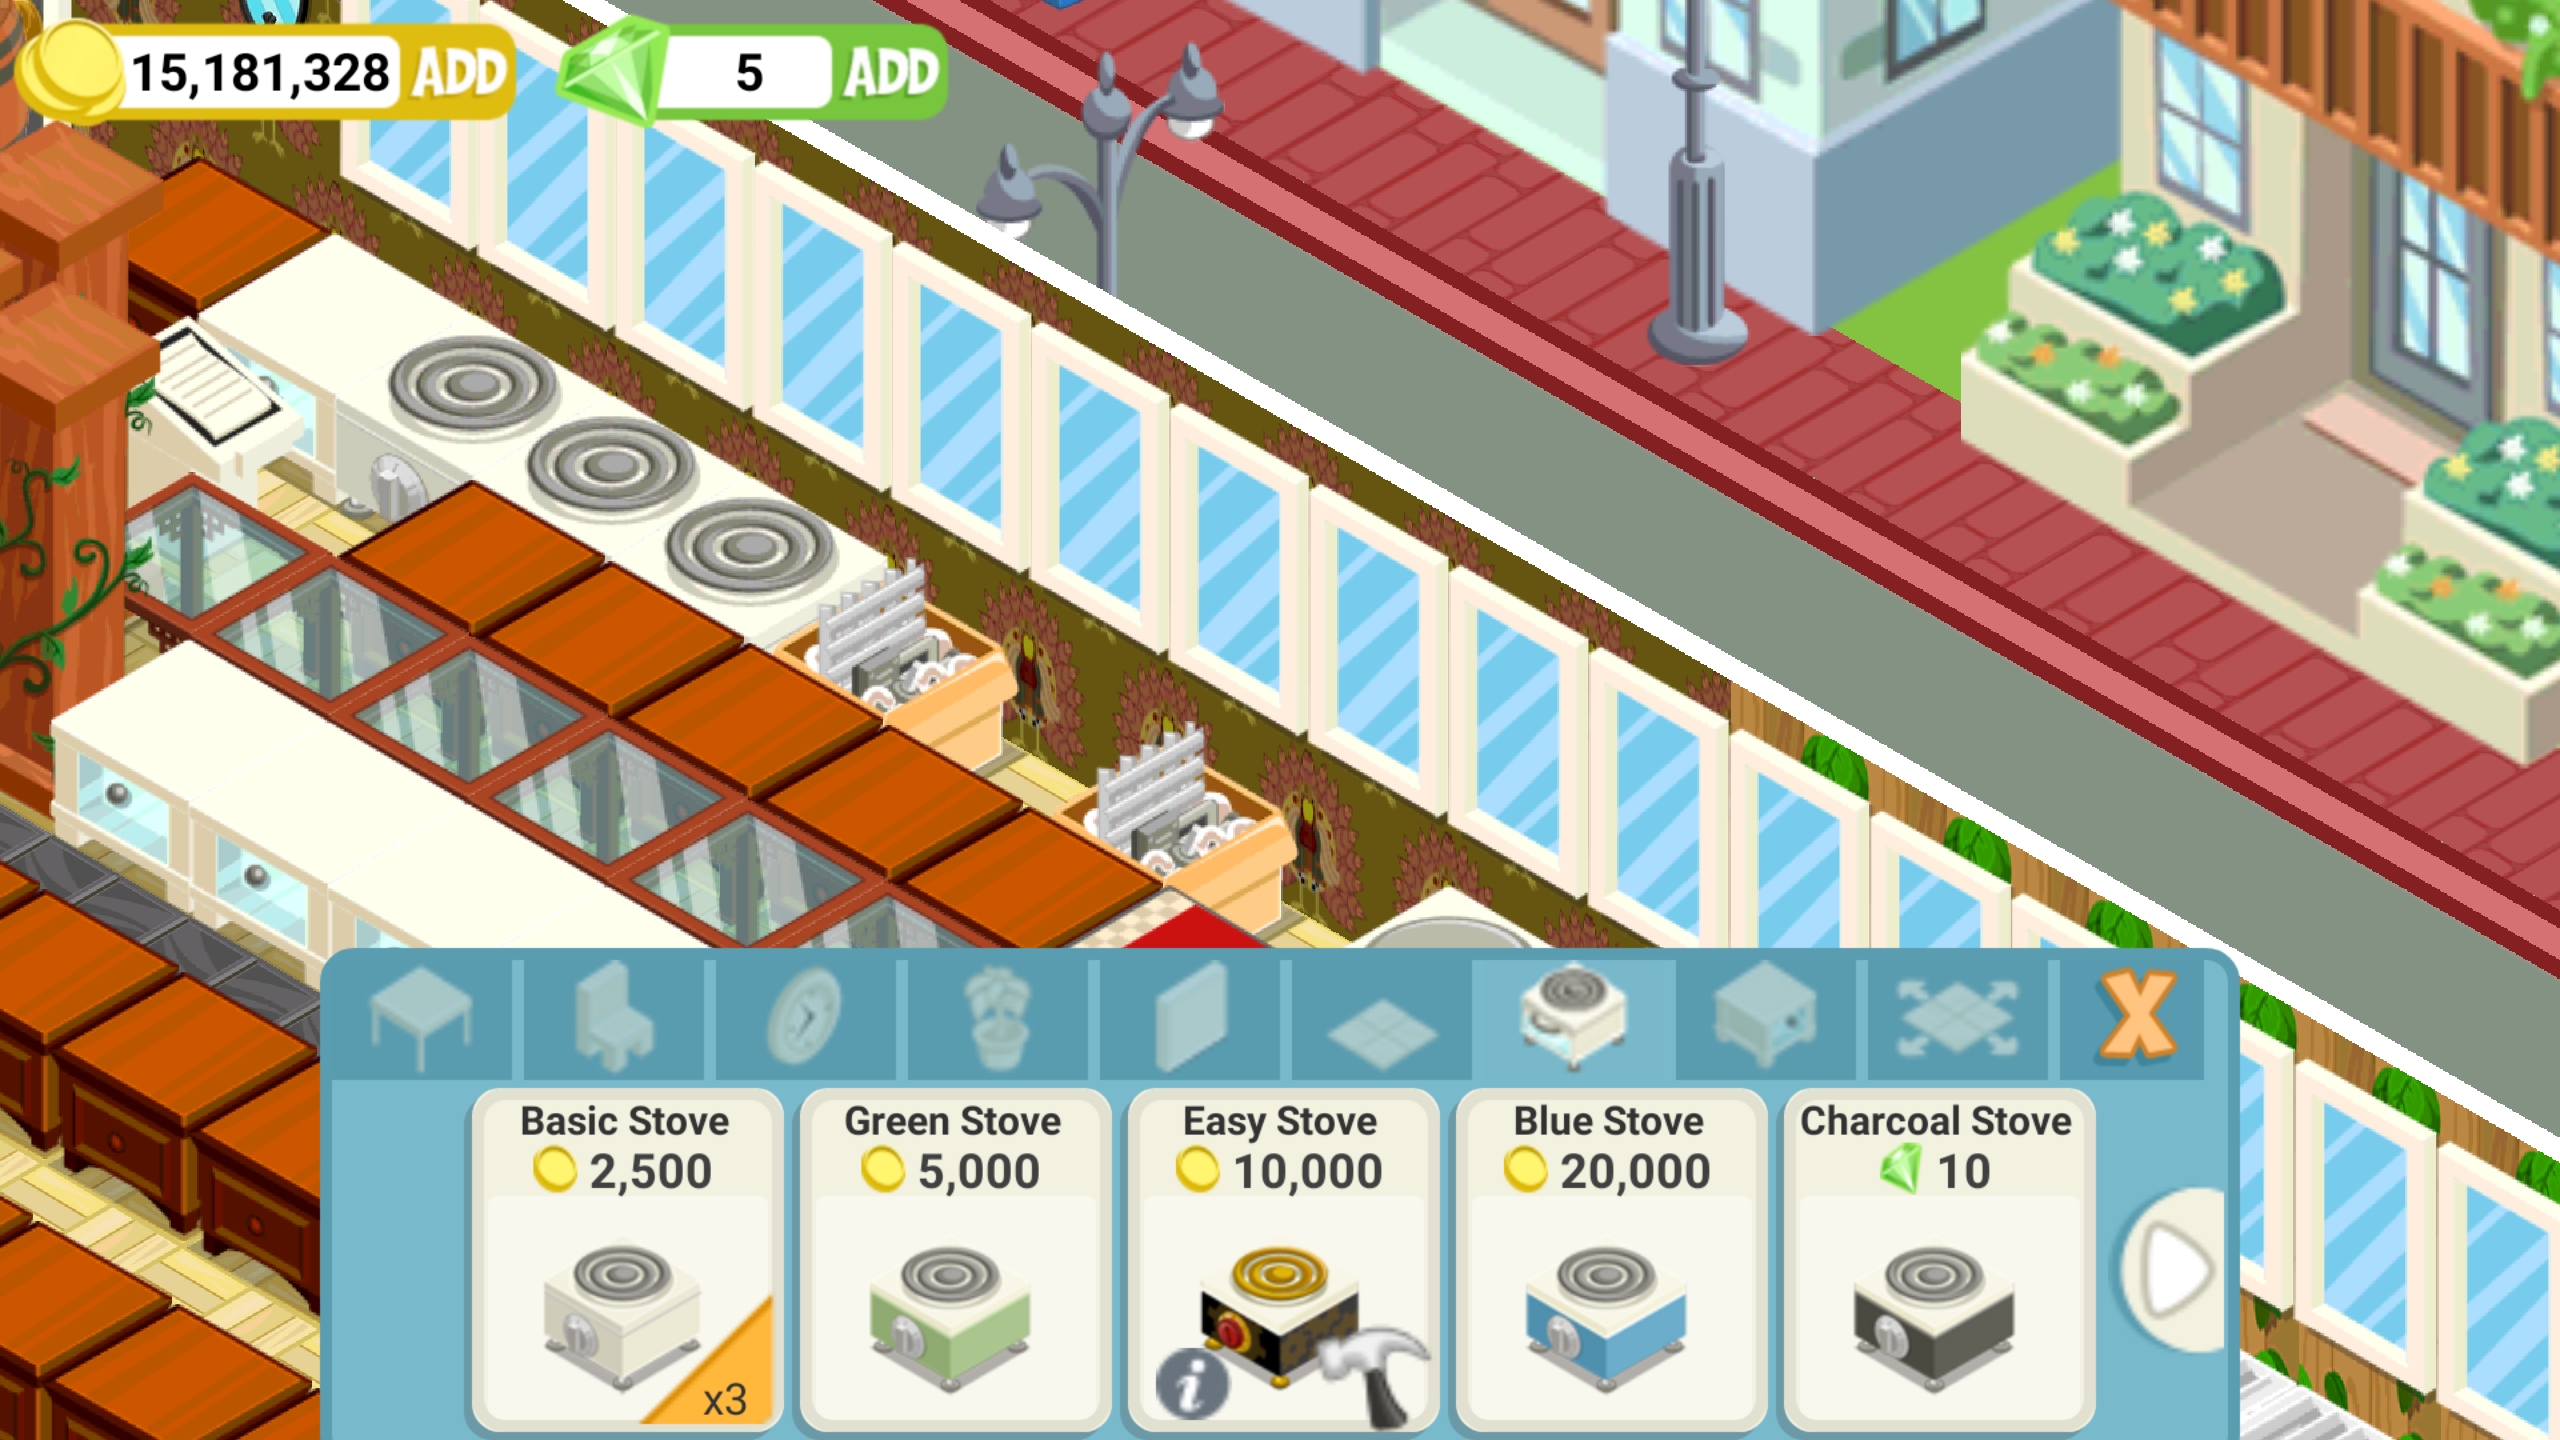 15,181,328 ADD
5 ADD
Basic Stove
2,500
x3
Green Stove
5,000
Easy Stove
10,000
i
Blue Stove
20,000
Charcoal Stove
10